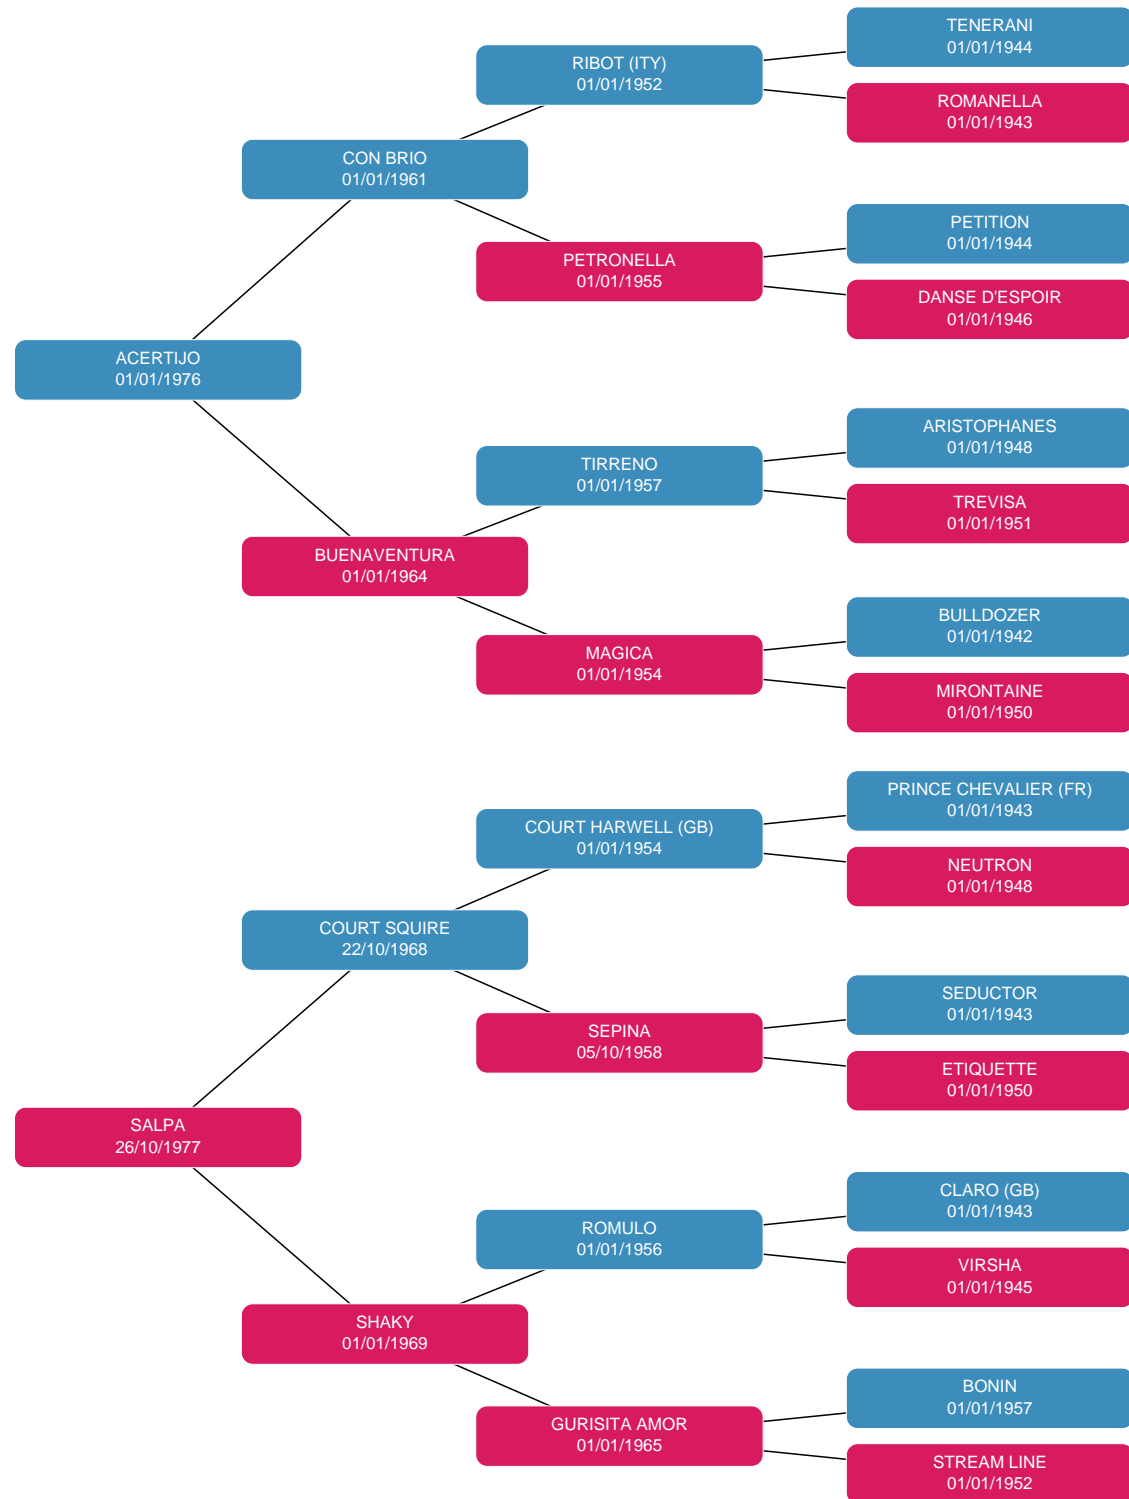 TENERANI
01/01/1944
RIBOT (ITY)
01/01/1952
ROMANELLA
01/01/1943
CON BRIO
01/01/1961
PETITION
01/01/1944
PETRONELLA
01/01/1955
DANSE D'ESPOIR
01/01/1946
ACERTIJO
01/01/1976
ARISTOPHANES
01/01/1948
TIRRENO
01/01/1957
TREVISA
01/01/1951
BUENAVENTURA
01/01/1964
BULLDOZER
01/01/1942
MAGICA
01/01/1954
MIRONTAINE
01/01/1950
PRINCE CHEVALIER (FR)
01/01/1943
COURT HARWELL (GB)
01/01/1954
NEUTRON
01/01/1948
COURT SQUIRE
22/10/1968
SEDUCTOR
01/01/1943
SEPINA
05/10/1958
ETIQUETTE
01/01/1950
SALPA
26/10/1977
CLARO (GB)
01/01/1943
ROMULO
01/01/1956
VIRSHA
01/01/1945
SHAKY
01/01/1969
BONIN
01/01/1957
GURISITA AMOR
01/01/1965
STREAM LINE
01/01/1952